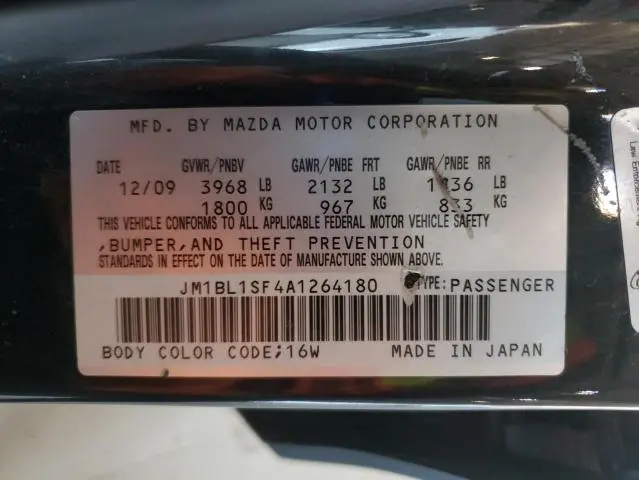 MFD. BY MAZDA MOTOR CORPORATION
DATE GVWR/PNBV GAWR/PNBE FRT GAWR/PNBE RR
12/09 3968 LB 2132 LB LB
1800 KG 967 KG 833 KG
THIS VEHICLE CONFORMS TO ALL APPLICABLE FEDERAL MOTOR VEHICLE SAFETY
,BUMPER,AND THEFT PREVENTION
STANDARDS IN EFFECT ON THE DATE OF MANUFACTURE SHOWN ABOVE.
JM1BL1SF4A1264180 TYPE:PASSENGER
BODY COLOR CODE;16W MADE IN JAPAN